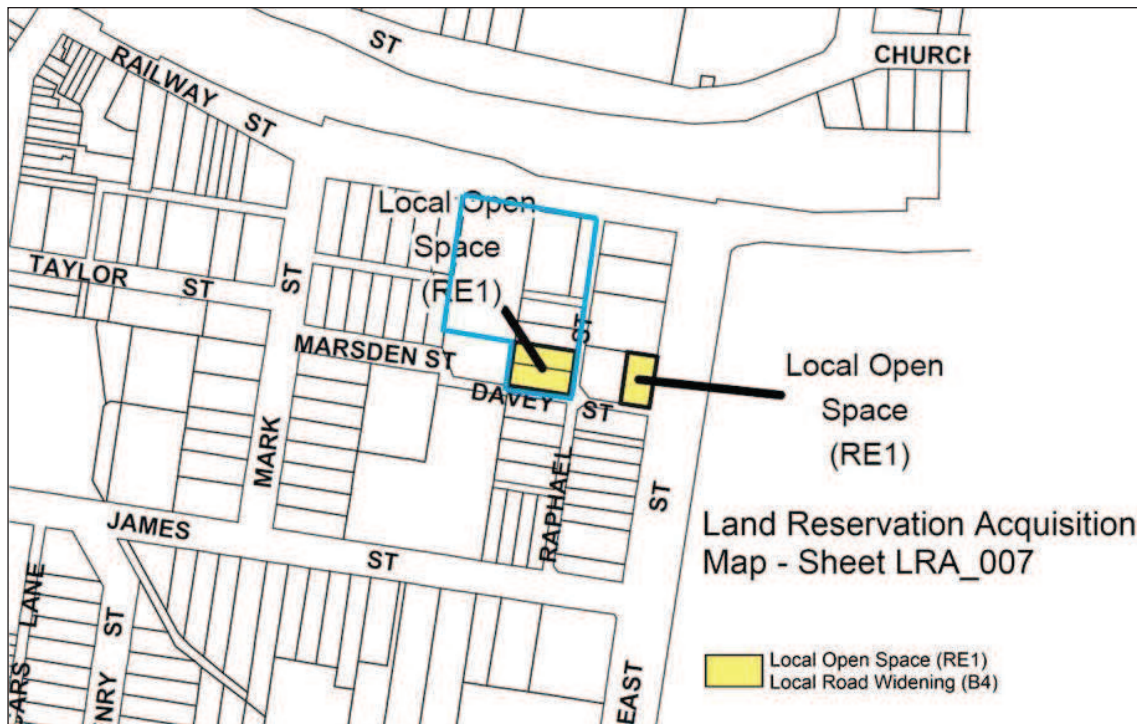 ST
CHURCH
RAILWAY
ST
Local Open
Space
(RE1)
TAYLOR ST
ST
MARSDEN ST
ST
DAVEY ST
Local Open
Space
(RE1)
MARK
RAPHAEL
ST
JAMES ST
Land Reservation Acquisition
Map - Sheet LRA_007
LANE
ST
Local Open Space (RE1)
Local Road Widening (B4)
EAST